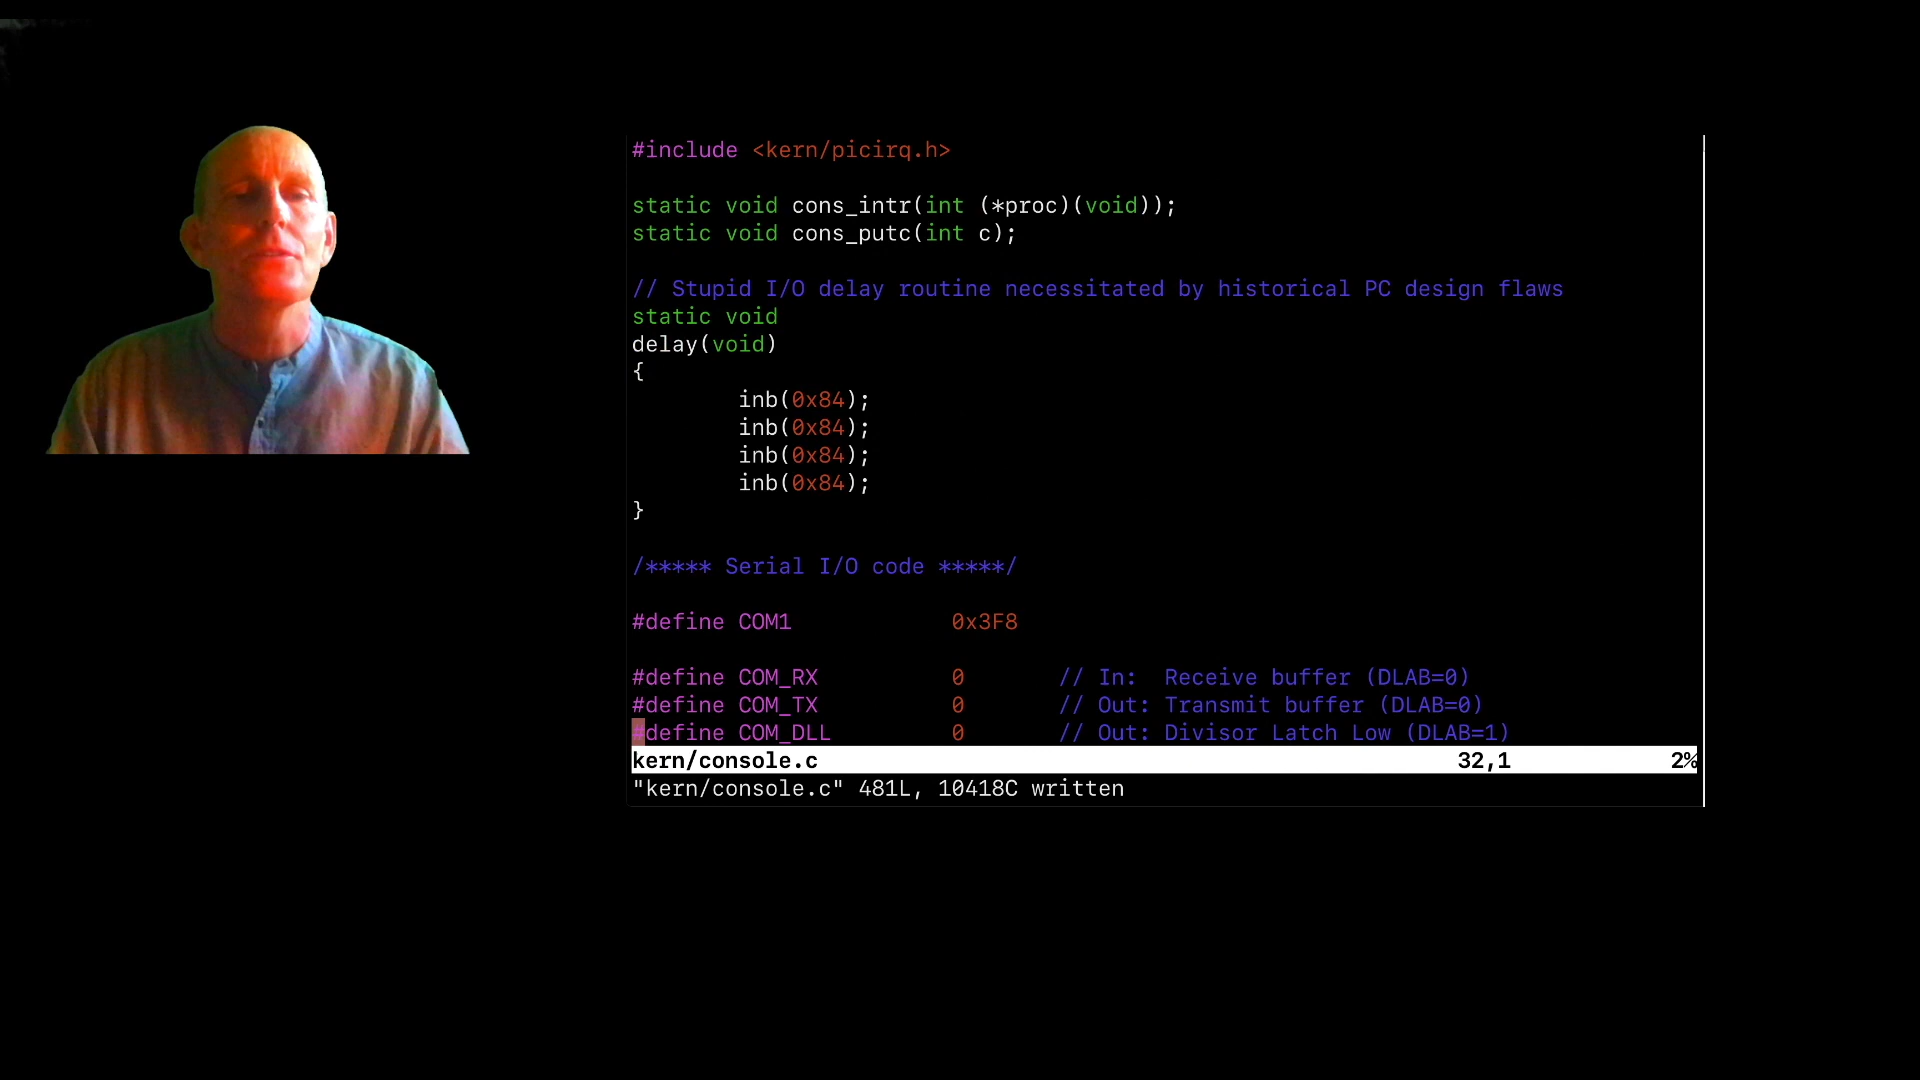 #include <kern/picirq.h>
static void cons_intr(int (*proc)(void));
static void cons_putc(int c);
// Stupid I/O delay routine necessitated by historical PC design flaws
static void
delay(void)
{
inb(0x84);
inb(0x84);
inb(0x84);
inb(0x84);
}
/***** Serial I/O code *****/
#define COM1 0x3F8
#define COM_RX 0 // In: Receive buffer (DLAB=0)
#define COM_TX 0 // Out: Transmit buffer (DLAB=0)
#define COM_DLL 0 // Out: Divisor Latch Low (DLAB=1)
kern/console.c 32,1 2%
"kern/console.c" 481L, 10418C written